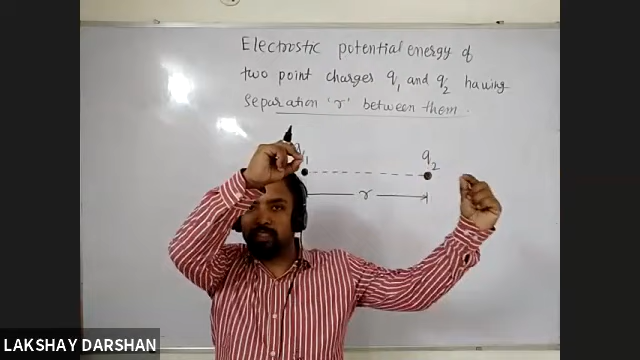 Electrostic potential energy of
two point charges q₁ and q₂ having
Separation 'r' between them.
q₁
q₂
r
LAKSHAY DARSHAN